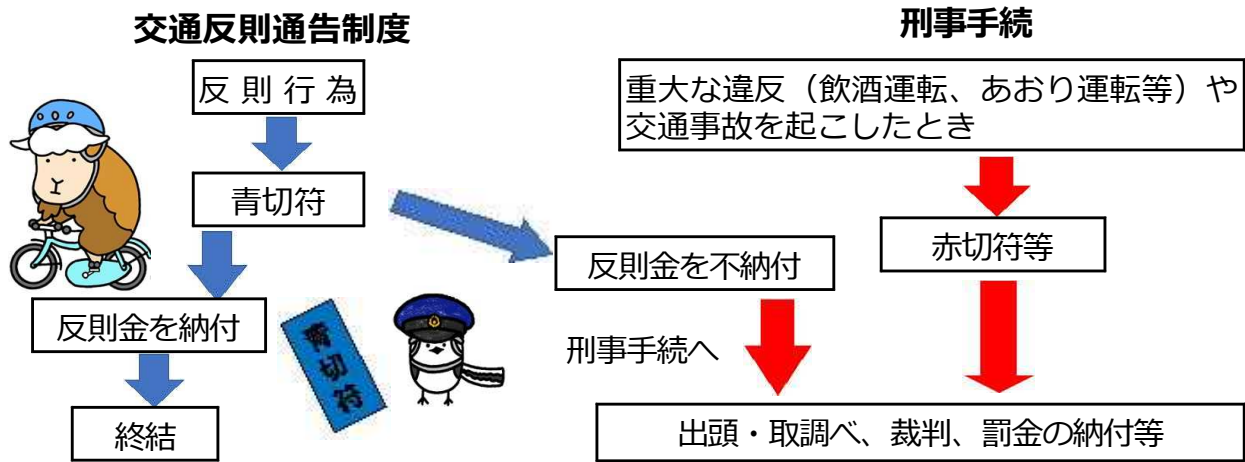 交通反則通告制度
反則行為
青切符
反則金を納付
終結
青切符
反則金を不納付
刑事手続へ
刑事手続
重大な違反（飲酒運転、あおり運転等）や
交通事故を起こしたとき
赤切符等
出頭・取調べ、裁判、罰金の納付等